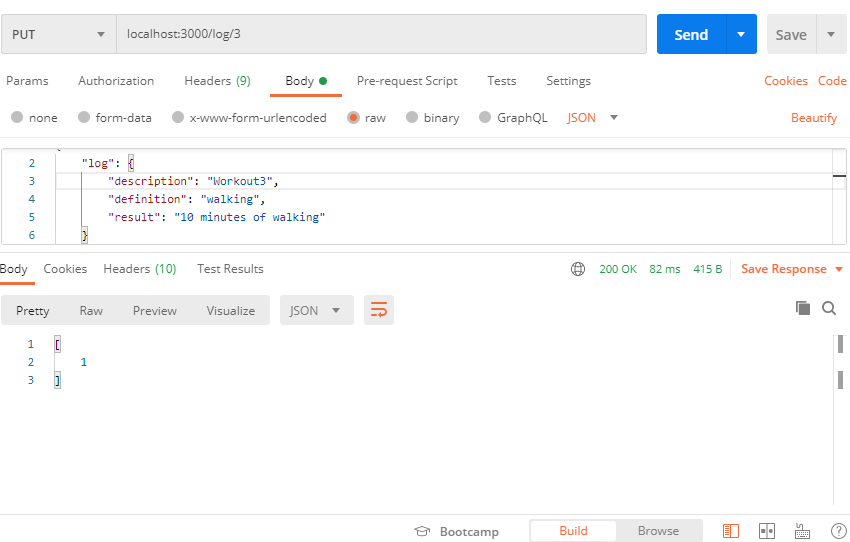 PUT localhost:3000/log/3 Send Save
Params Authorization Headers (9) Body Pre-request Script Tests Settings Cookies Code
none form-data x-www-form-urlencoded raw binary GraphQL JSON Beautify
2 "log": {
3 "description": "Workout3",
4 "definition": "walking",
5 "result": "10 minutes of walking"
6 }
Body Cookies Headers (10) Test Results 200 OK 82 ms 415 B Save Response
Pretty Raw Preview Visualize JSON
1 [
2 1
3 ]
Bootcamp Build Browse ?